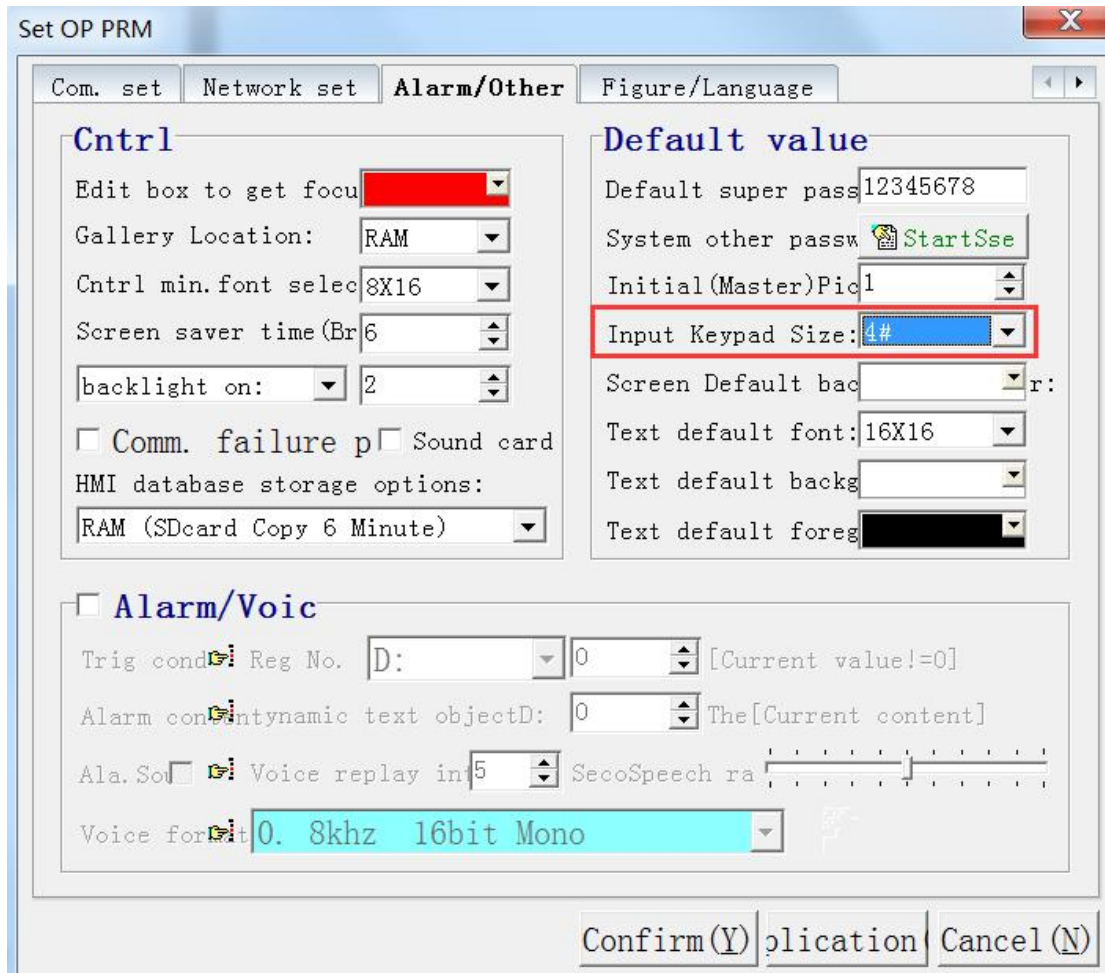 Set OP PRM
Com. set Network set Alarm/Other Figure/Language
Cntrl
Edit box to get focu
Gallery Location: RAM
Cntrl min.font selec 8X16
Screen saver time(Br 6
backlight on: 2
Comm. failure p Sound card
HMI database storage options:
RAM (SDcard Copy 6 Minute)
Default value
Default super pass 12345678
System other passw StartSse
Initial(Master)Pic 1
Input Keypad Size: 4#
Screen Default bac r:
Text default font: 16X16
Text default backg
Text default foreg
Alarm/Voic
Trig cond Reg No. D: 0 [Current value!=0]
Alarm conten tynamic text objectD: 0 The[Current content]
Ala.Sou Voice replay int 5 SecoSpeech ra
Voice format 0. 8khz 16bit Mono
Confirm(Y) plication( Cancel(N)